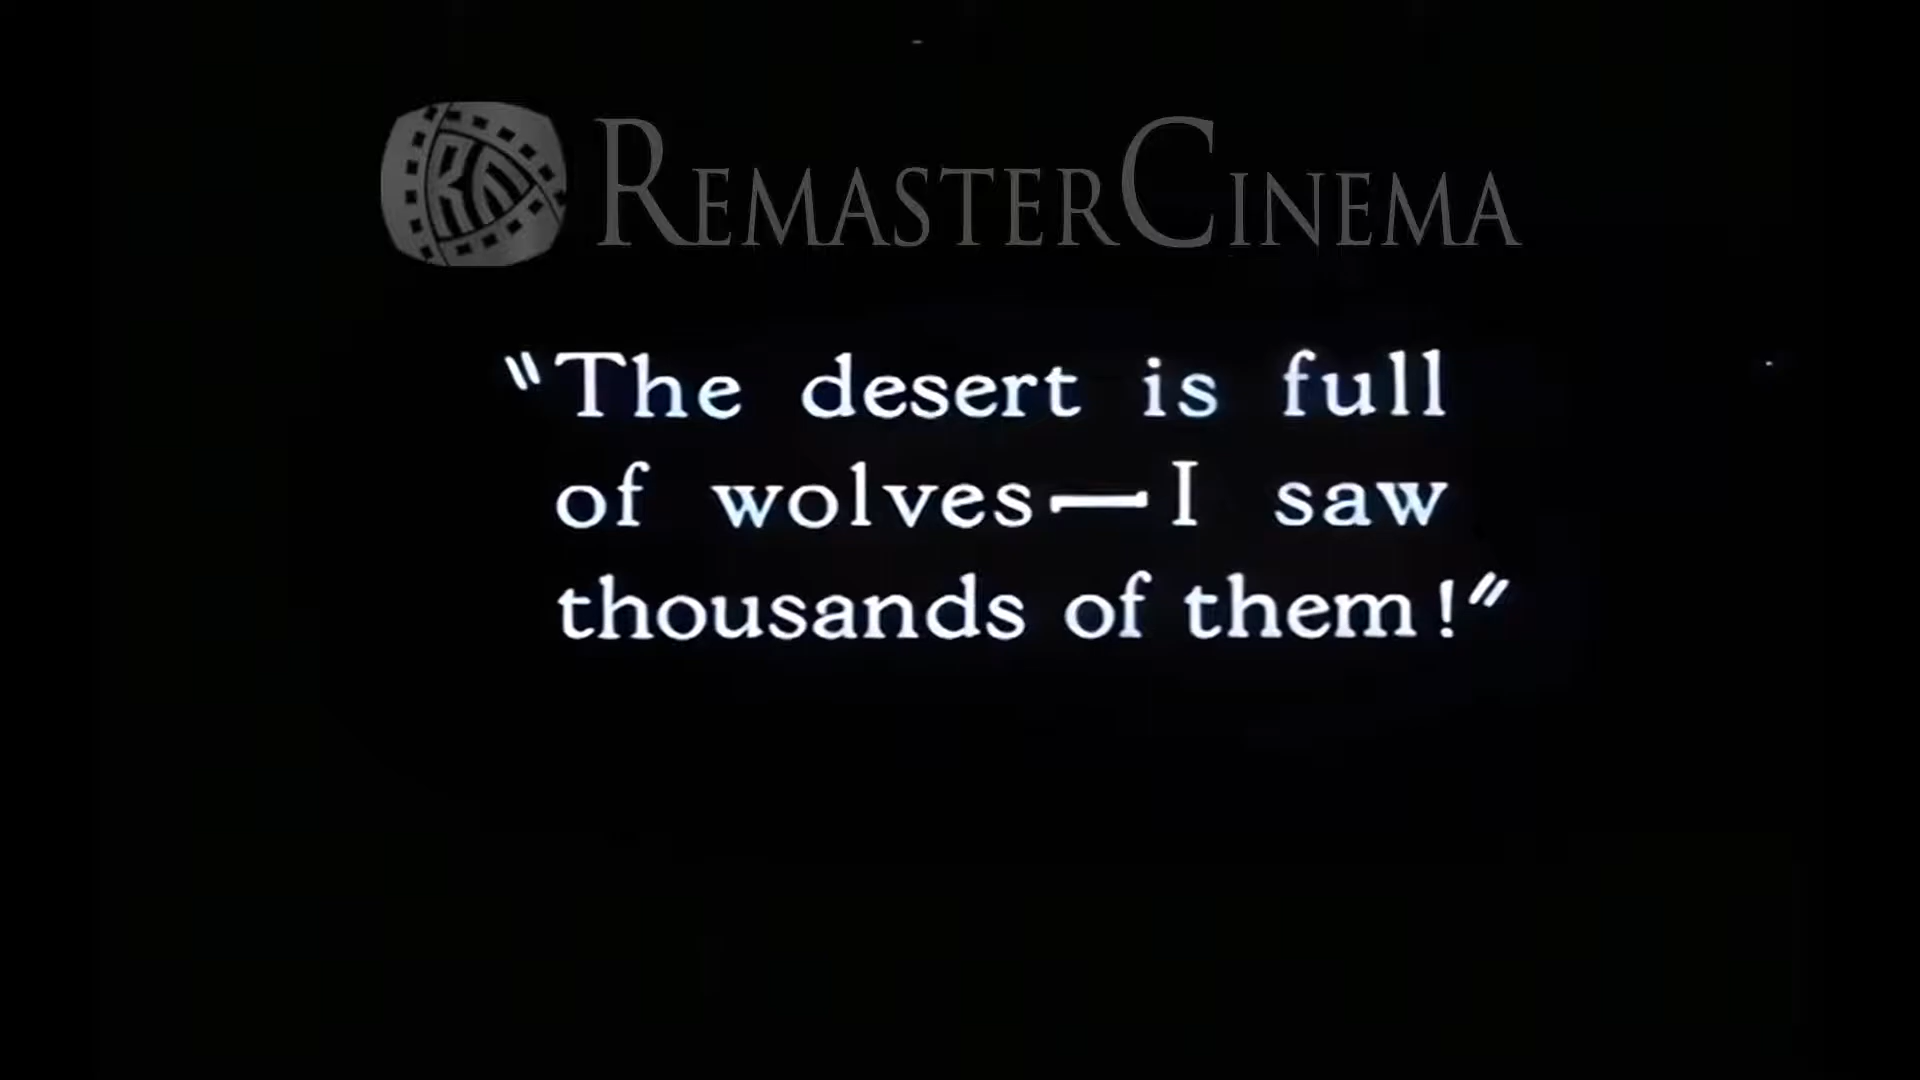 REMASTERCINEMA
"The desert is full
of wolves—I saw
thousands of them!"